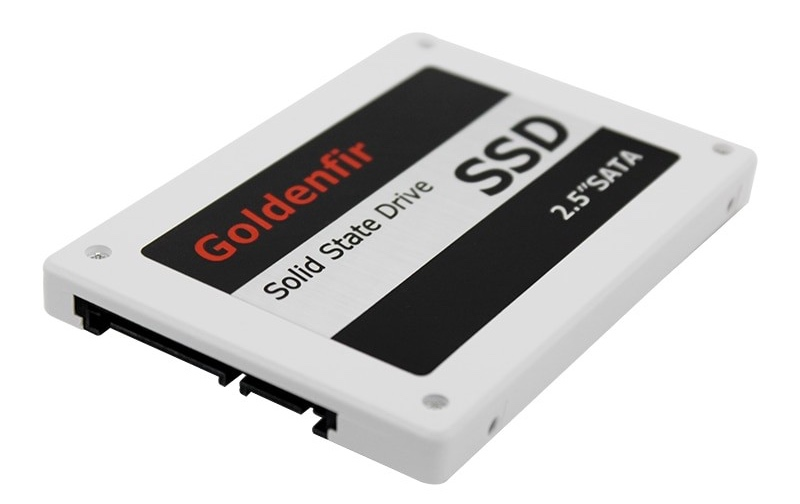 Goldenfir
Solid State Drive
SSD
2.5"SATA